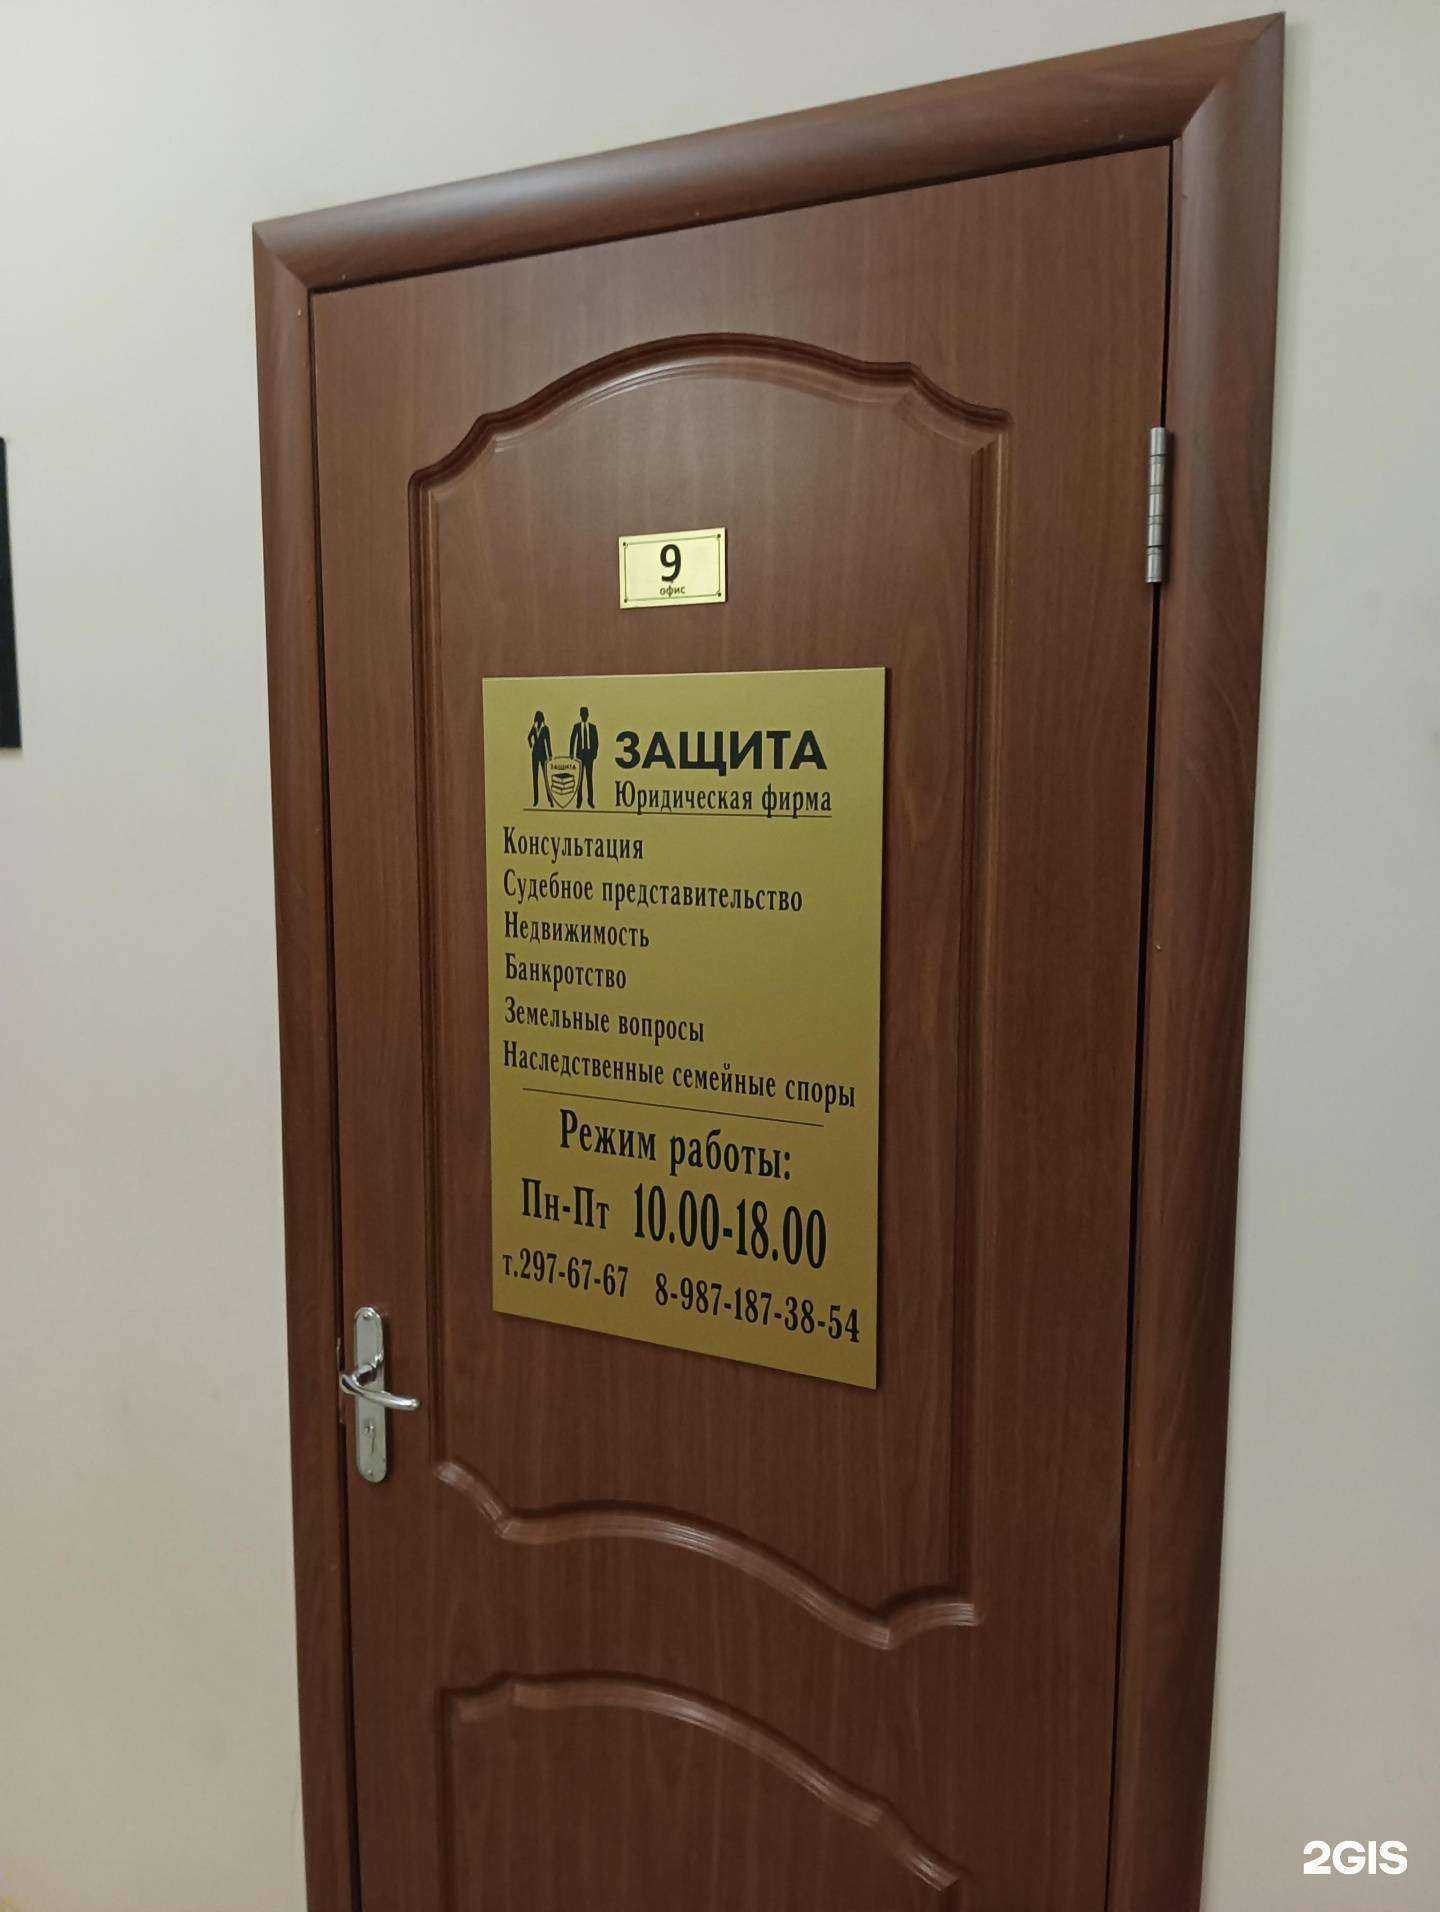 9
офис
ЗАЩИТА
ЗАЩИТА
Юридическая фирма
Консультация
Судебное представительство
Недвижимость
Банкротство
Земельные вопросы
Наследственные семейные споры
Режим работы:
Пн-Пт 10.00-18.00
т.297-67-67 8-987-187-38-54
2GIS